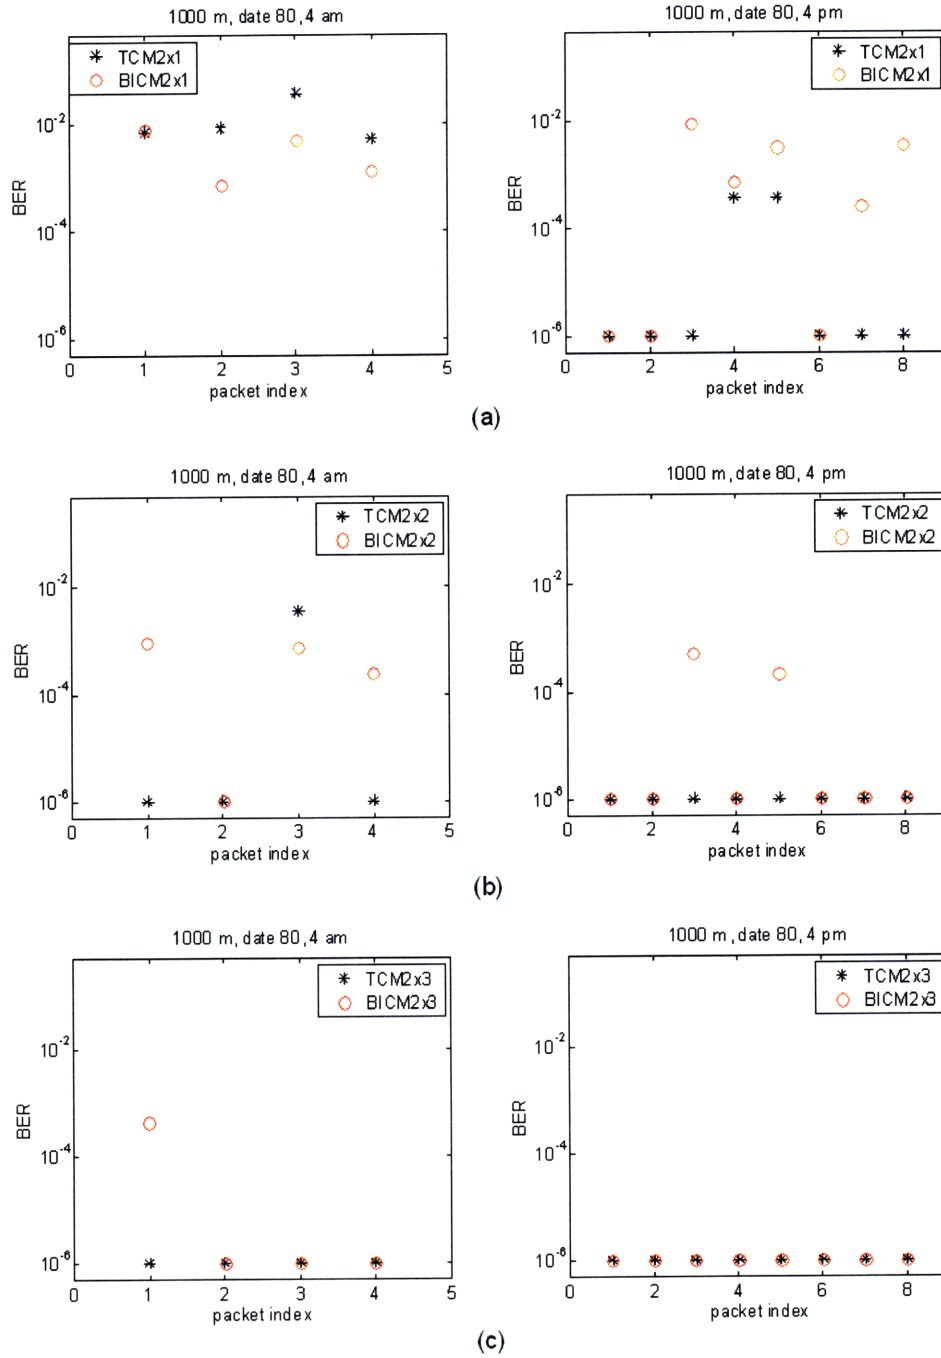 1000 m, date 80, 4 am
TCM2x1
BICM2x1
BER
10^-2
10^-4
10^-6
0 1 2 3 4 5
packet index
1000 m, date 80, 4 pm
TCM2x1
BICM2x1
BER
10^-2
10^-4
10^-6
0 2 4 6 8
packet index
(a)
1000 m, date 80, 4 am
TCM2x2
BICM2x2
BER
10^-2
10^-4
10^-6
0 1 2 3 4 5
packet index
1000 m, date 80, 4 pm
TCM2x2
BICM2x2
BER
10^-2
10^-4
10^-6
0 2 4 6 8
packet index
(b)
1000 m, date 80, 4 am
TCM2x3
BICM2x3
BER
10^-2
10^-4
10^-6
0 1 2 3 4 5
packet index
1000 m, date 80, 4 pm
TCM2x3
BICM2x3
BER
10^-2
10^-4
10^-6
0 2 4 6 8
packet index
(c)